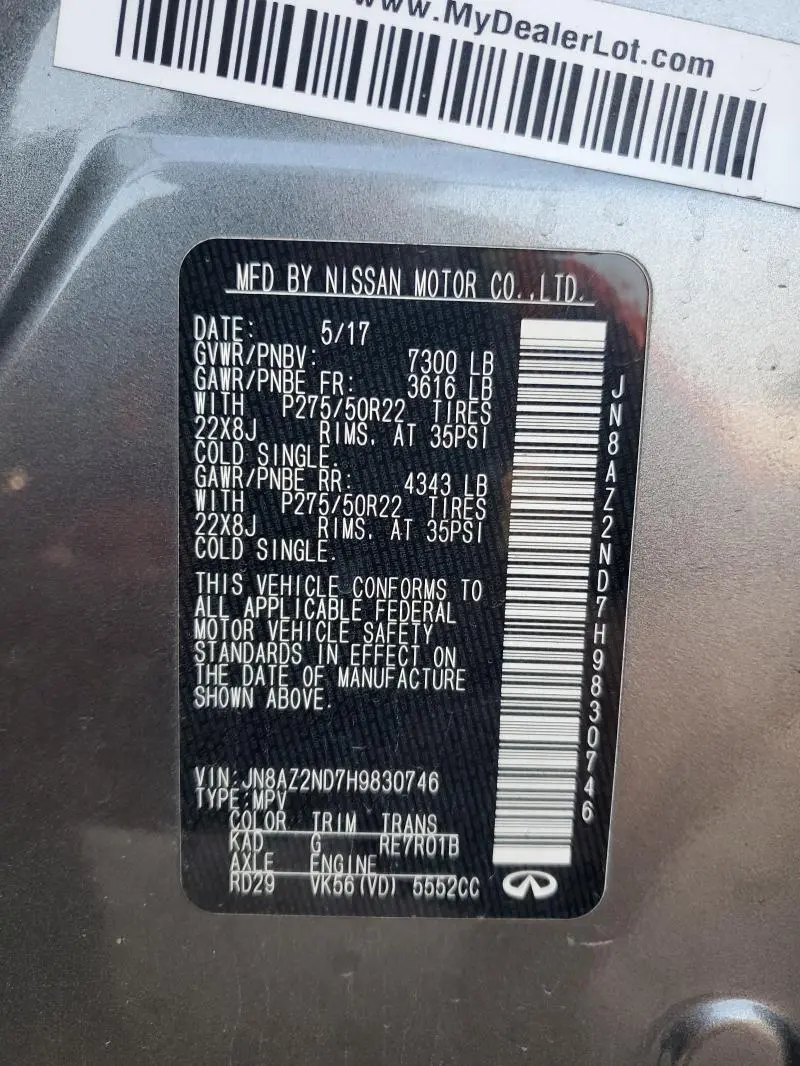 www.MyDealerLot.com
MFD BY NISSAN MOTOR CO.,LTD.
DATE: 5/17
GVWR/PNBV: 7300 LB
GAWR/PNBE FR: 3616 LB
WITH P275/50R22 TIRES
22X8J RIMS, AT 35PSI
COLD SINGLE.
GAWR/PNBE RR: 4343 LB
WITH P275/50R22 TIRES
22X8J RIMS, AT 35PSI
COLD SINGLE.
THIS VEHICLE CONFORMS TO
ALL APPLICABLE FEDERAL
MOTOR VEHICLE SAFETY
STANDARDS IN EFFECT ON
THE DATE OF MANUFACTURE
SHOWN ABOVE.
VIN:JN8AZ2ND7H9830746
TYPE:MPV
COLOR TRIM TRANS
KAD G RE7R01B
AXLE ENGINE
RD29 VK56(VD) 5552CC
JN8AZ2ND7H9830746